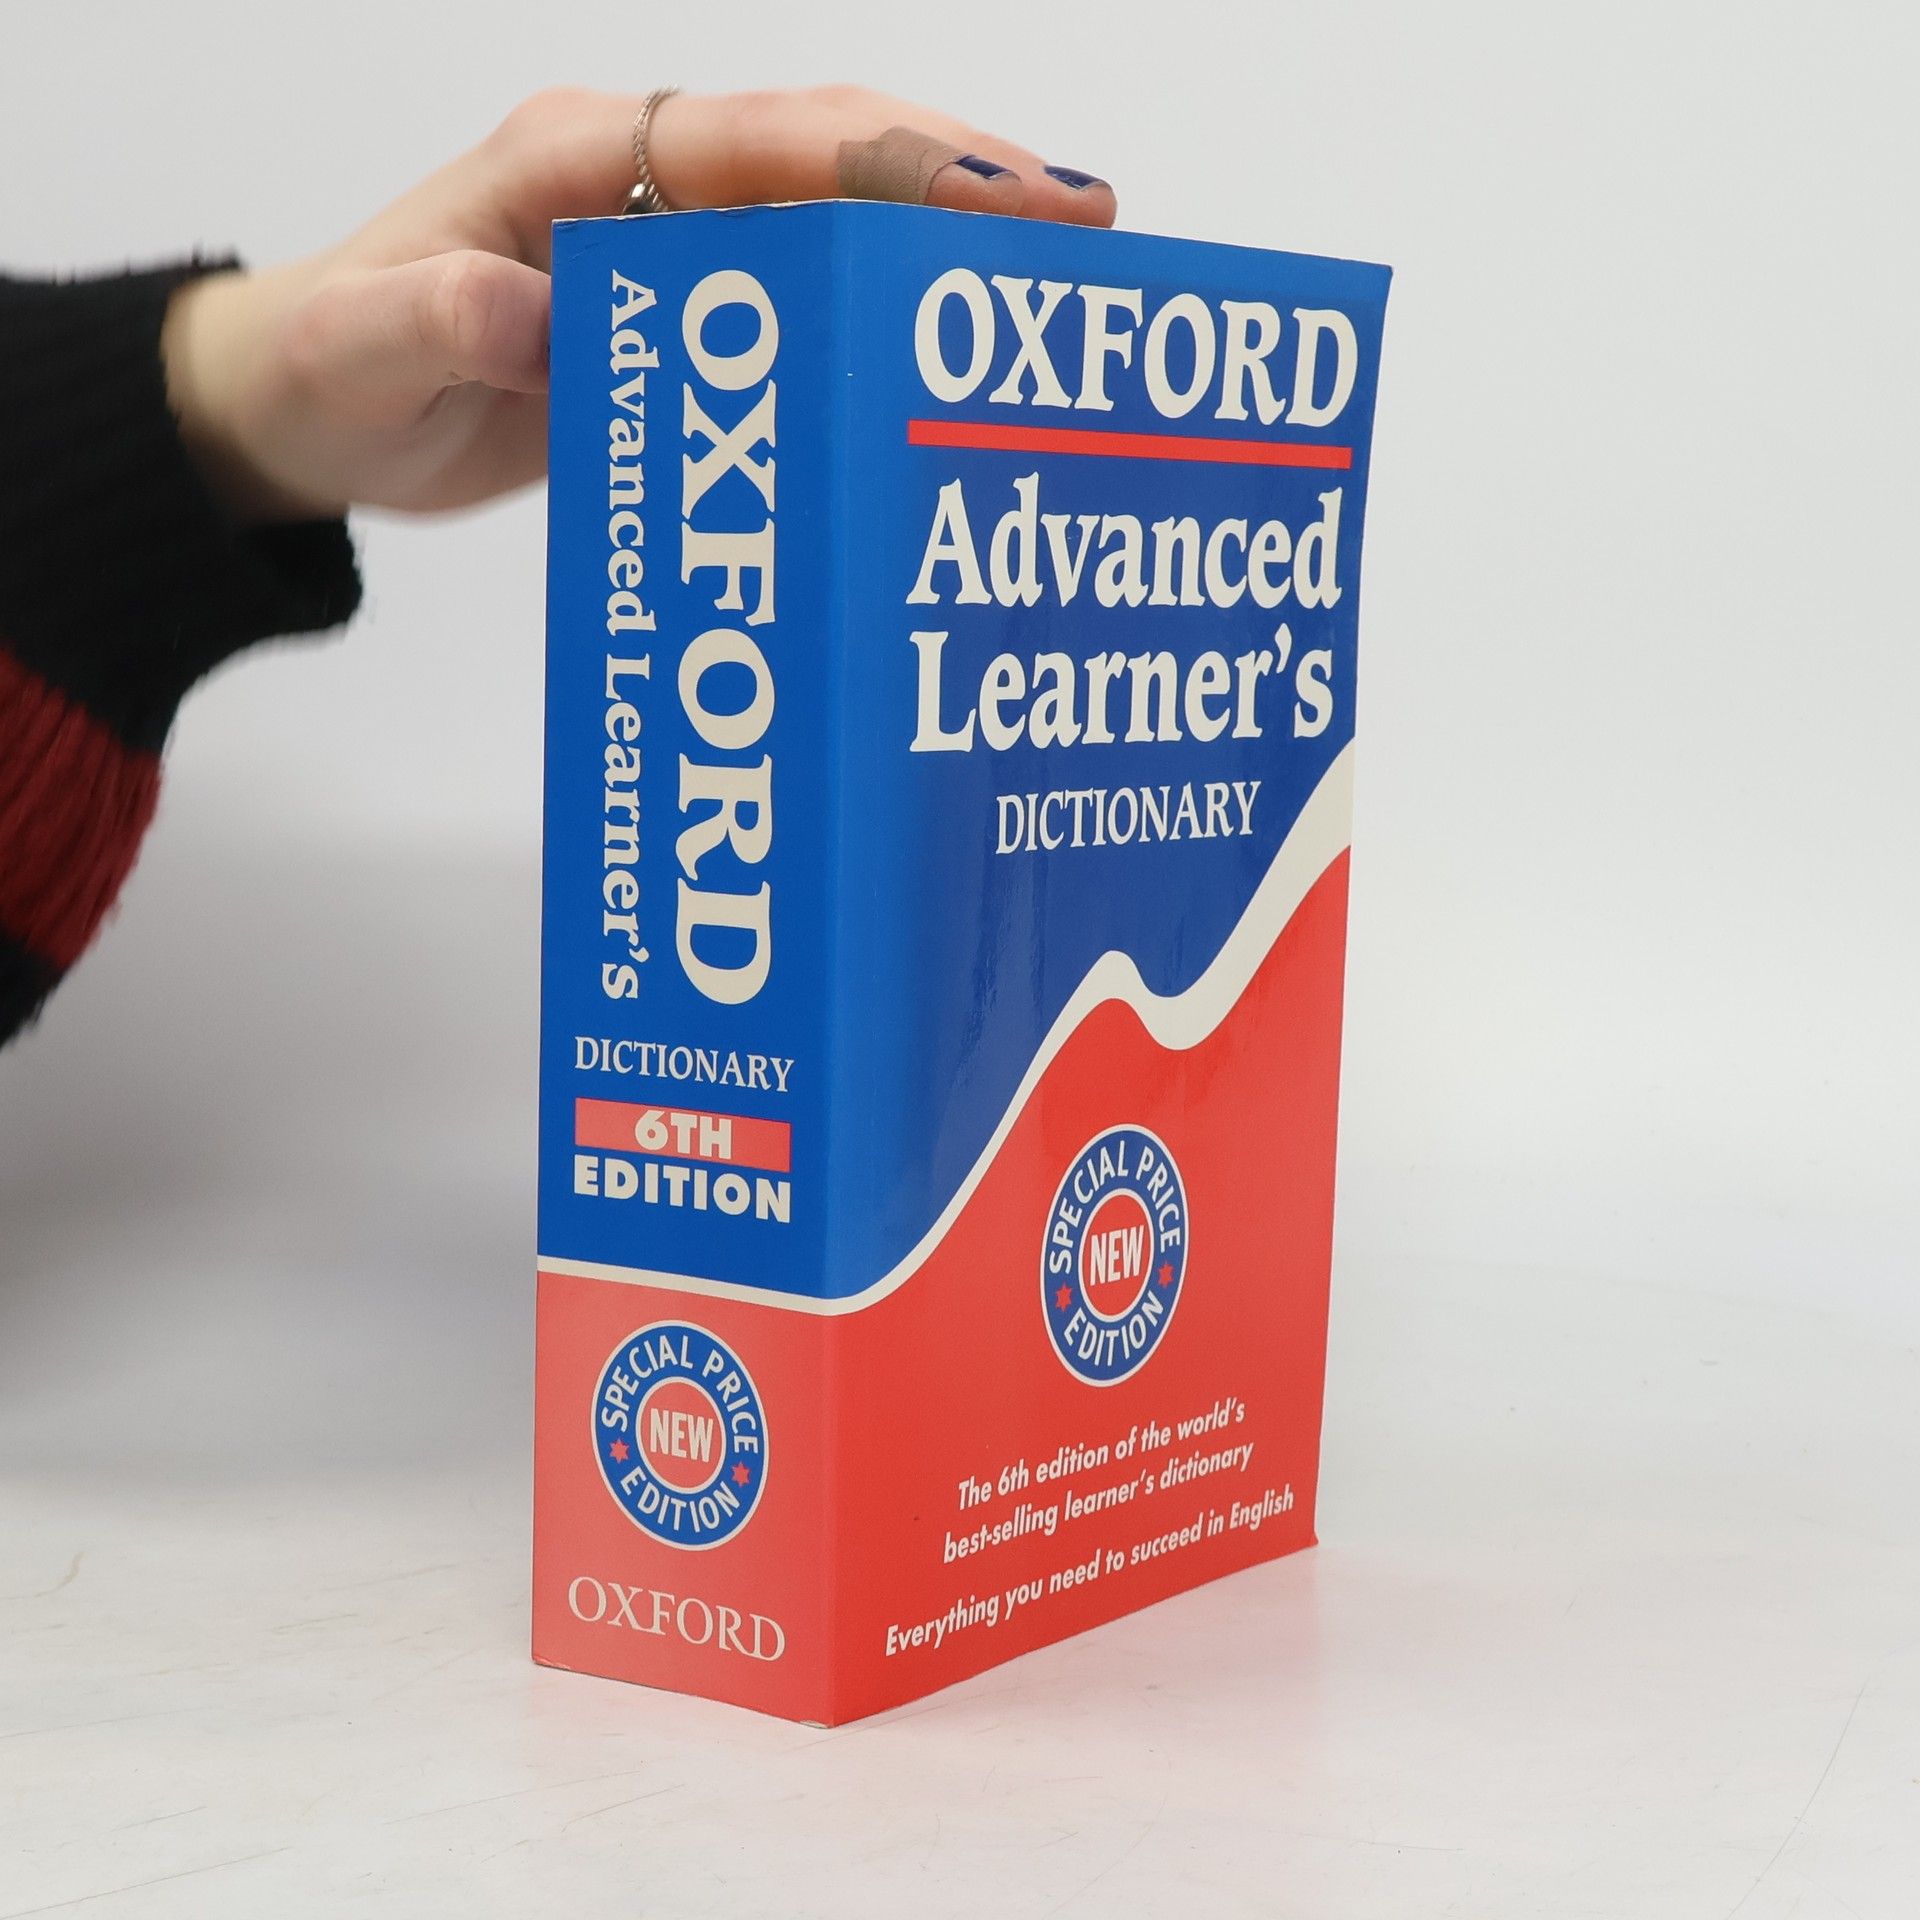 OXFORD
Advanced Learner's
DICTIONARY
6TH
EDITION
SPECIAL PRICE
NEW
EDITION
OXFORD
OXFORD
Advanced
Learner's
DICTIONARY
SPECIAL PRICE
NEW
EDITION
The 6th edition of the world's
best-selling learner's dictionary
Everything you need to succeed in English